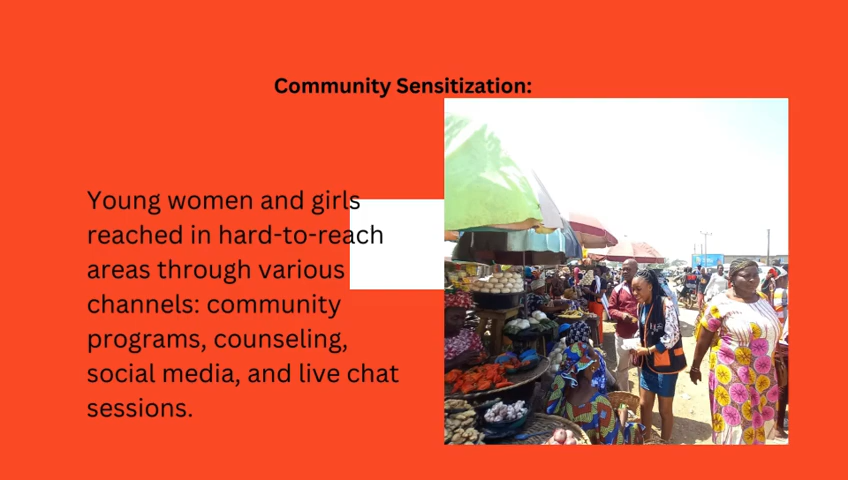 Community Sensitization:
Young women and girls
reached in hard-to-reach
areas through various
channels: community
programs, counseling,
social media, and live chat
sessions.